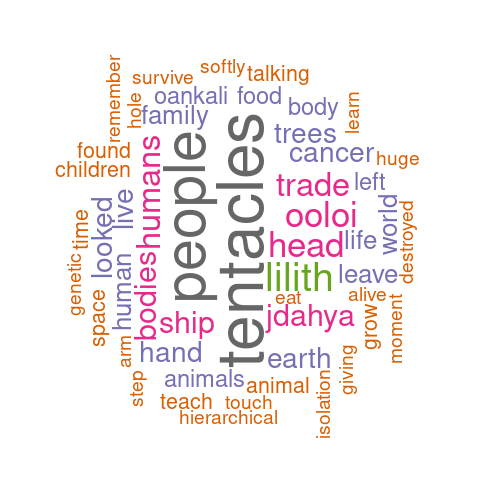 softly
survive
talking
remember
hole
oankali
food
learn
family
body
trees
found
people
tentacles
cancer
huge
children
humans
trade
left
live
ooloi
world
looked
time
head
life
destroyed
genetic
human
bodies
lilith
leave
space
eat
alive
ship
jdahya
grow
moment
arm
hand
earth
step
animals
animal
giving
isolation
teach
touch
hierarchical